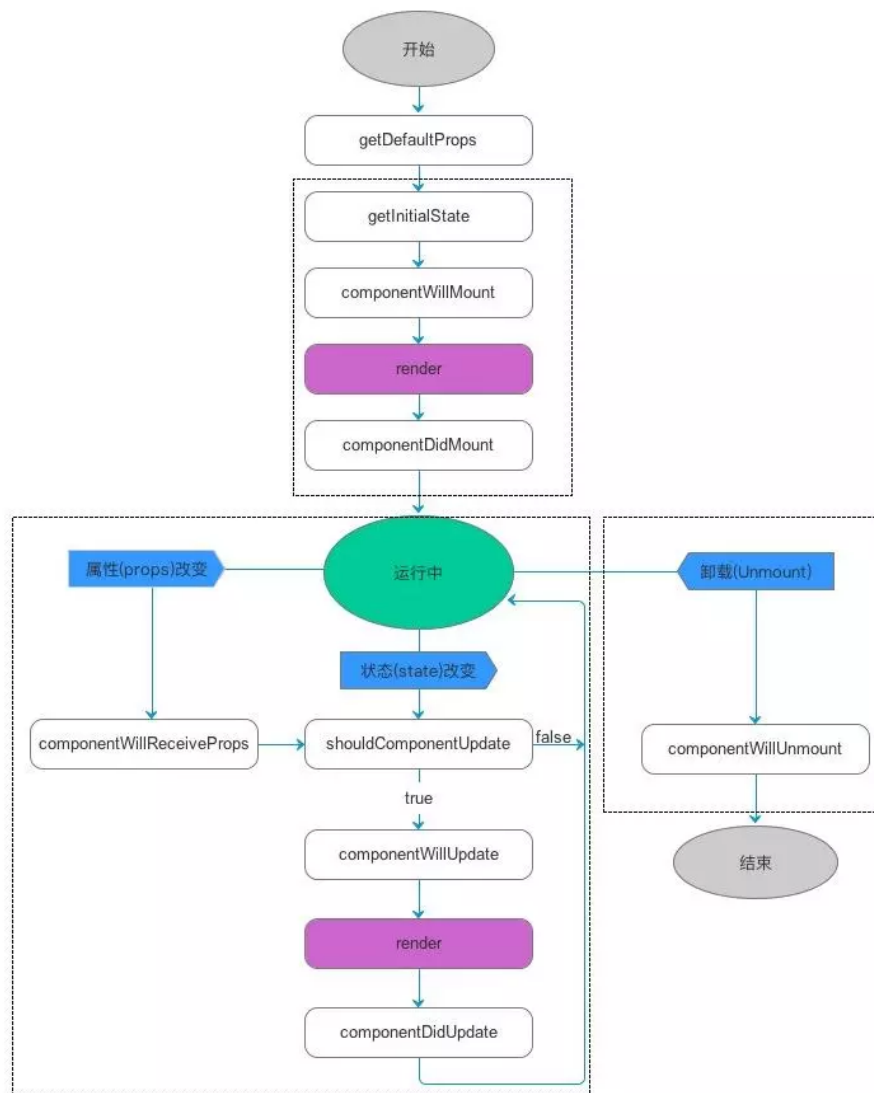 开始
getDefaultProps
getInitialState
componentWillMount
render
componentDidMount
属性(props)改变
运行中
卸载(Unmount)
状态(state)改变
componentWillReceiveProps
shouldComponentUpdate
false
componentWillUnmount
true
componentWillUpdate
结束
render
componentDidUpdate